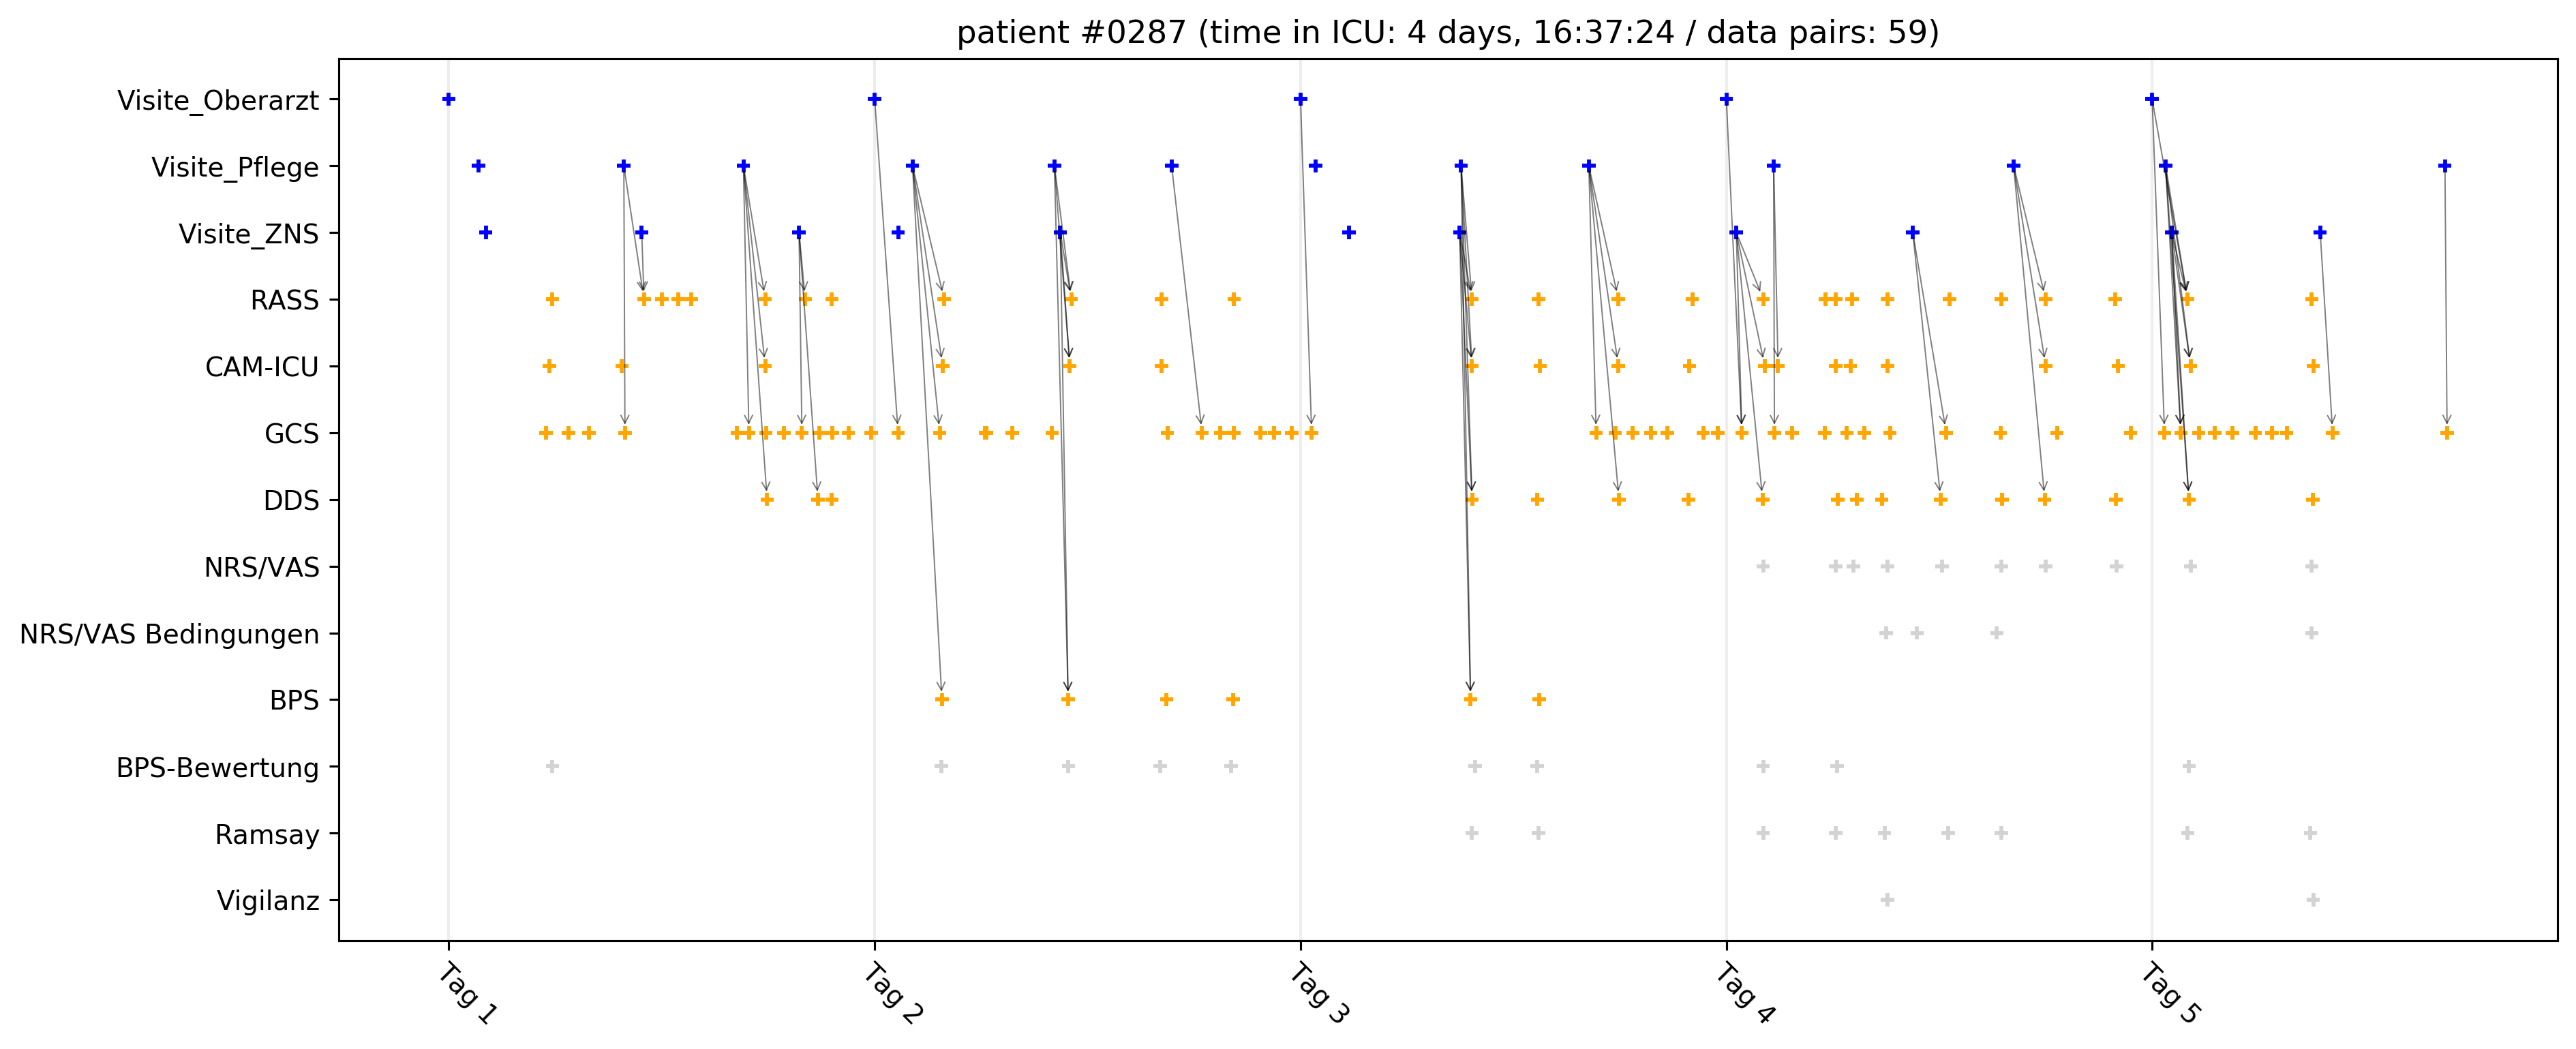 patient #0287 (time in ICU: 4 days, 16:37:24 / data pairs: 59)
Visite_Oberarzt
Visite_Pflege
Visite_ZNS
RASS
CAM-ICU
GCS
DDS
NRS/VAS
NRS/VAS Bedingungen
BPS
BPS-Bewertung
Ramsay
Vigilanz
Tag 1
Tag 2
Tag 3
Tag 4
Tag 5